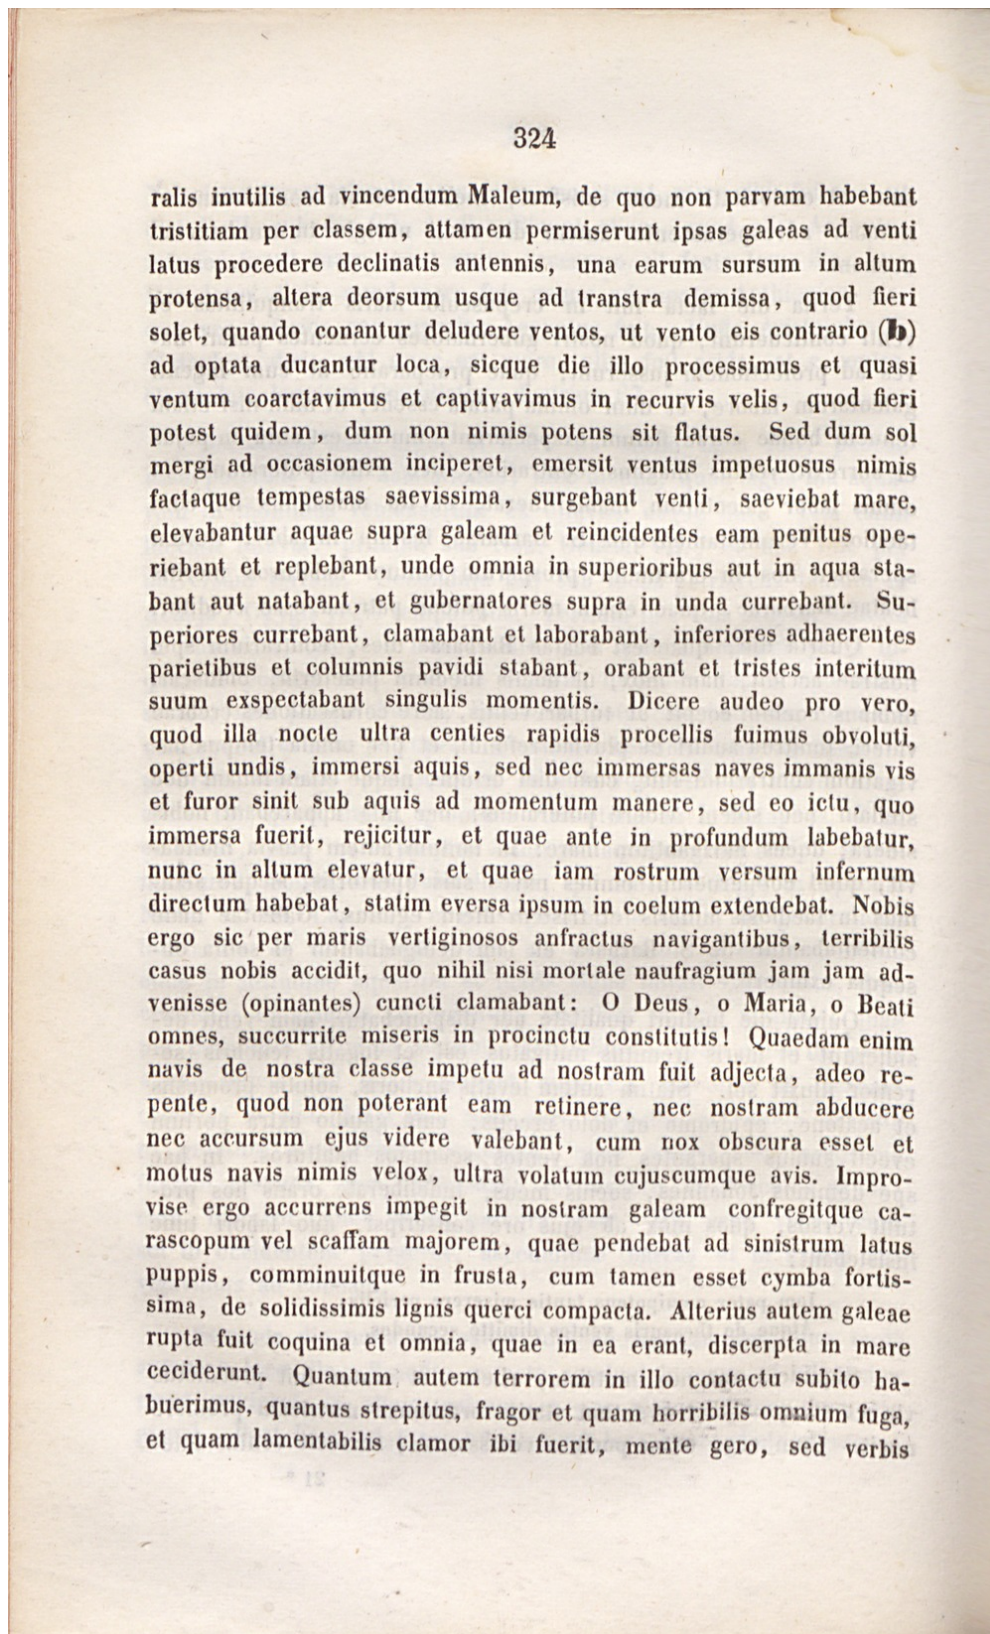 324
ralis inutilis ad vincendum Maleum, de quo non parvam habebant
tristitiam per classem, attamen permiserunt ipsas galeas ad venti
latus procedere declinatis antennis, una earum sursum in altum
protensa, altera deorsum usque ad transtra demissa, quod fieri
solet, quando conantur deludere ventos, ut vento eis contrario (b)
ad optata ducantur loca, sicque die illo processimus et quasi
ventum coarctavimus et captivavimus in recurvis velis, quod fieri
potest quidem, dum non nimis potens sit flatus. Sed dum sol
mergi ad occasionem inciperet, emersit ventus impetuosus nimis
factaque tempestas saevissima, surgebant venti, saeviebat mare,
elevabantur aquae supra galeam et reincidentes eam penitus ope-
riebant et replebant, unde omnia in superioribus aut in aqua sta-
bant aut natabant, et gubernatores supra in unda currebant. Su-
periores currebant, clamabant et laborabant, inferiores adhaerentes
parietibus et columnis pavidi stabant, orabant et tristes interitum
suum exspectabant singulis momentis. Dicere audeo pro vero,
quod illa nocte ultra centies rapidis procellis fuimus obvoluti,
operti undis, immersi aquis, sed nec immersas naves immanis vis
et furor sinit sub aquis ad momentum manere, sed eo ictu, quo
immersa fuerit, rejicitur, et quae ante in profundum labebatur,
nunc in altum elevatur, et quae iam rostrum versum infernum
directum habebat, statim eversa ipsum in coelum extendebat. Nobis
ergo sic per maris vertiginosos anfractus navigantibus, terribilis
casus nobis accidit, quo nihil nisi mortale naufragium jam jam ad-
venisse (opinantes) cuncti clamabant: O Deus, o Maria, o Beati
omnes, succurrite miseris in procinctu constitutis! Quaedam enim
navis de nostra classe impetu ad nostram fuit adjecta, adeo re-
pente, quod non poterant eam retinere, nec nostram abducere
nec accursum ejus videre valebant, cum nox obscura esset et
motus navis nimis velox, ultra volatum cujuscumque avis. Impro-
vise ergo accurrens impegit in nostram galeam confregitque ca-
rascopum vel scaffam majorem, quae pendebat ad sinistrum latus
puppis, comminuitque in frusta, cum tamen esset cymba fortis-
sima, de solidissimis lignis querci compacta. Alterius autem galeae
rupta fuit coquina et omnia, quae in ea erant, discerpta in mare
ceciderunt. Quantum autem terrorem in illo contactu subito ha-
buerimus, quantus strepitus, fragor et quam horribilis omnium fuga,
et quam lamentabilis clamor ibi fuerit, mente gero, sed verbis